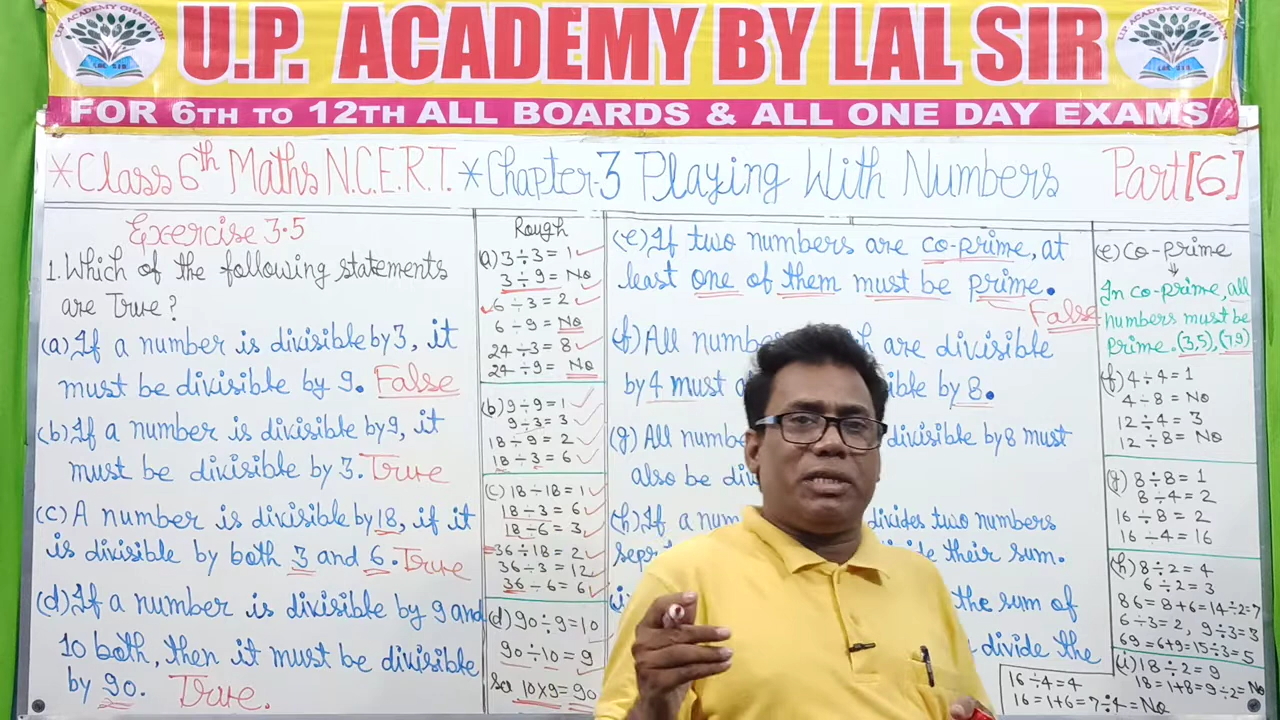 U.P. ACADEMY BY LAL SIR
FOR 6TH TO 12TH ALL BOARDS & ALL ONE DAY EXAMS
*Class 6th Maths N.C.E.R.T. *Chapter-3 Playing With Numbers Part[6]
Exercise 3.5
1. Which of the following statements
are True?
(a) If a number is divisible by 3, it
must be divisible by 9. False
(b) If a number is divisible by 9, it
must be divisible by 3. True
(c) A number is divisible by 18, if it
is divisible by both 3 and 6. True
(d) If a number is divisible by 9 and
10 both, then it must be divisible
by 90. True.
Rough
(a) 3÷3 = 1
3÷9 = No
6÷3 = 2
6÷9 = No
24÷3 = 8
24÷9 = No
(b) 9÷9 = 1
9÷3 = 3
18÷9 = 2
18÷3 = 6
(c) 18÷18 = 1
18÷3 = 6
18÷6 = 3
36÷18 = 2
36÷3 = 12
36÷6 = 6
(d) 90÷9 = 10
90÷10 = 9
10×9 = 90
(e) If two numbers are co-prime, at
least one of them must be prime.
False
(f) All are divisible
by 4 must by 8.
(g) All divisible by 8 must
also be
(h) If a divides two numbers
their sum.
the sum of
divide the
(e) co-prime
↓
In co-prime, all
numbers must be
prime. (3,5), (7,9)
(f) 4÷4 = 1
4÷8 = No
12÷4 = 3
12÷8 = No
(g) 8÷8 = 1
8÷4 = 2
16÷8 = 2
16÷4 = 16
(h) 8÷2 = 4
6÷2 = 3
86 = 8+6 = 14÷2 = 7
6÷3 = 2, 9÷3 = 3
69 = 6+9 = 15÷3 = 5
(i) 18÷2 = 9
18 = 1+8 = 9÷2 = No
16÷4 = 4
16 = 1+6 = 7÷4 = No